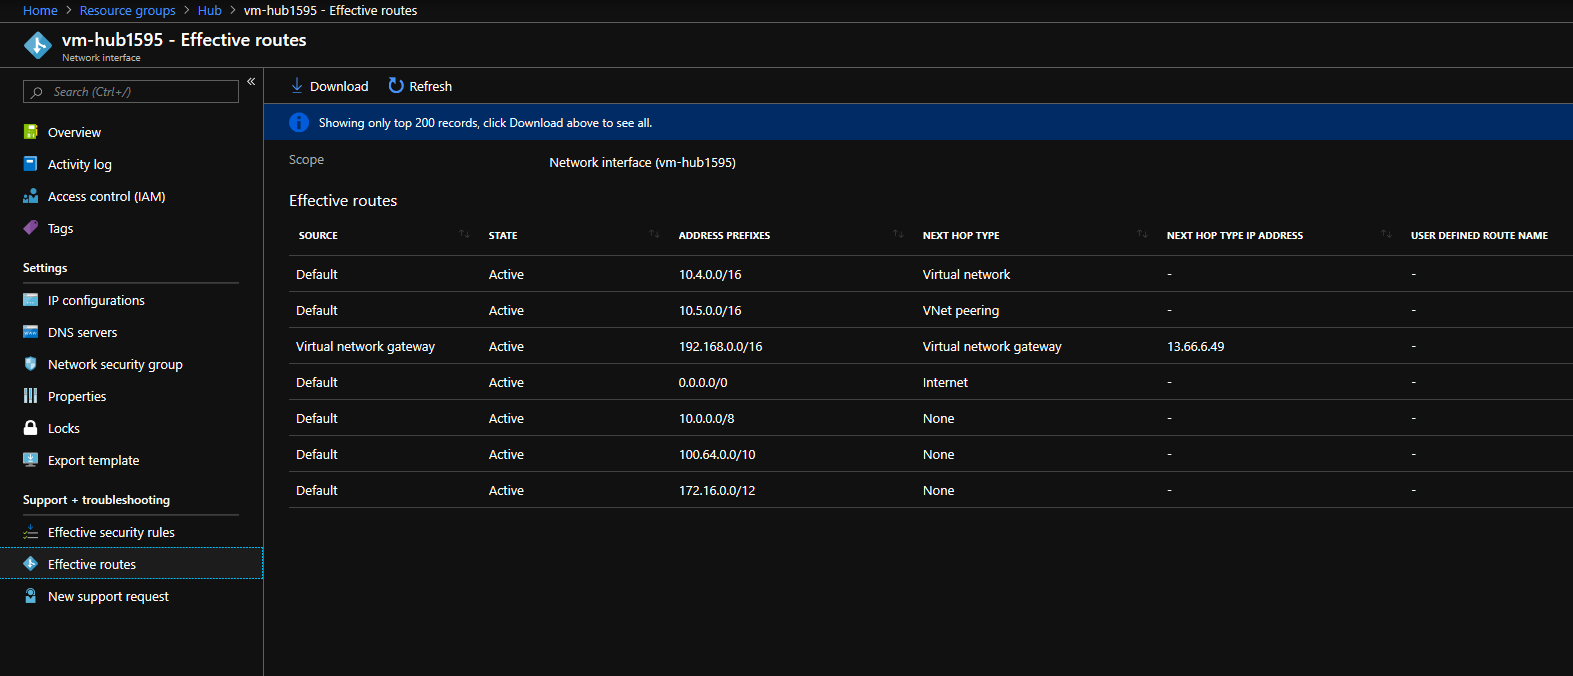 Home > Resource groups > Hub > vm-hub1595 - Effective routes
vm-hub1595 - Effective routes
Network interface
Search (Ctrl+/)
«
Overview
Activity log
Access control (IAM)
Tags
Settings
IP configurations
DNS servers
Network security group
Properties
Locks
Export template
Support + troubleshooting
Effective security rules
Effective routes
New support request
Download Refresh
Showing only top 200 records, click Download above to see all.
Scope Network interface (vm-hub1595)
Effective routes
SOURCE STATE ADDRESS PREFIXES NEXT HOP TYPE NEXT HOP TYPE IP ADDRESS USER DEFINED ROUTE NAME
Default Active 10.4.0.0/16 Virtual network - -
Default Active 10.5.0.0/16 VNet peering - -
Virtual network gateway Active 192.168.0.0/16 Virtual network gateway 13.66.6.49 -
Default Active 0.0.0.0/0 Internet - -
Default Active 10.0.0.0/8 None - -
Default Active 100.64.0.0/10 None - -
Default Active 172.16.0.0/12 None - -